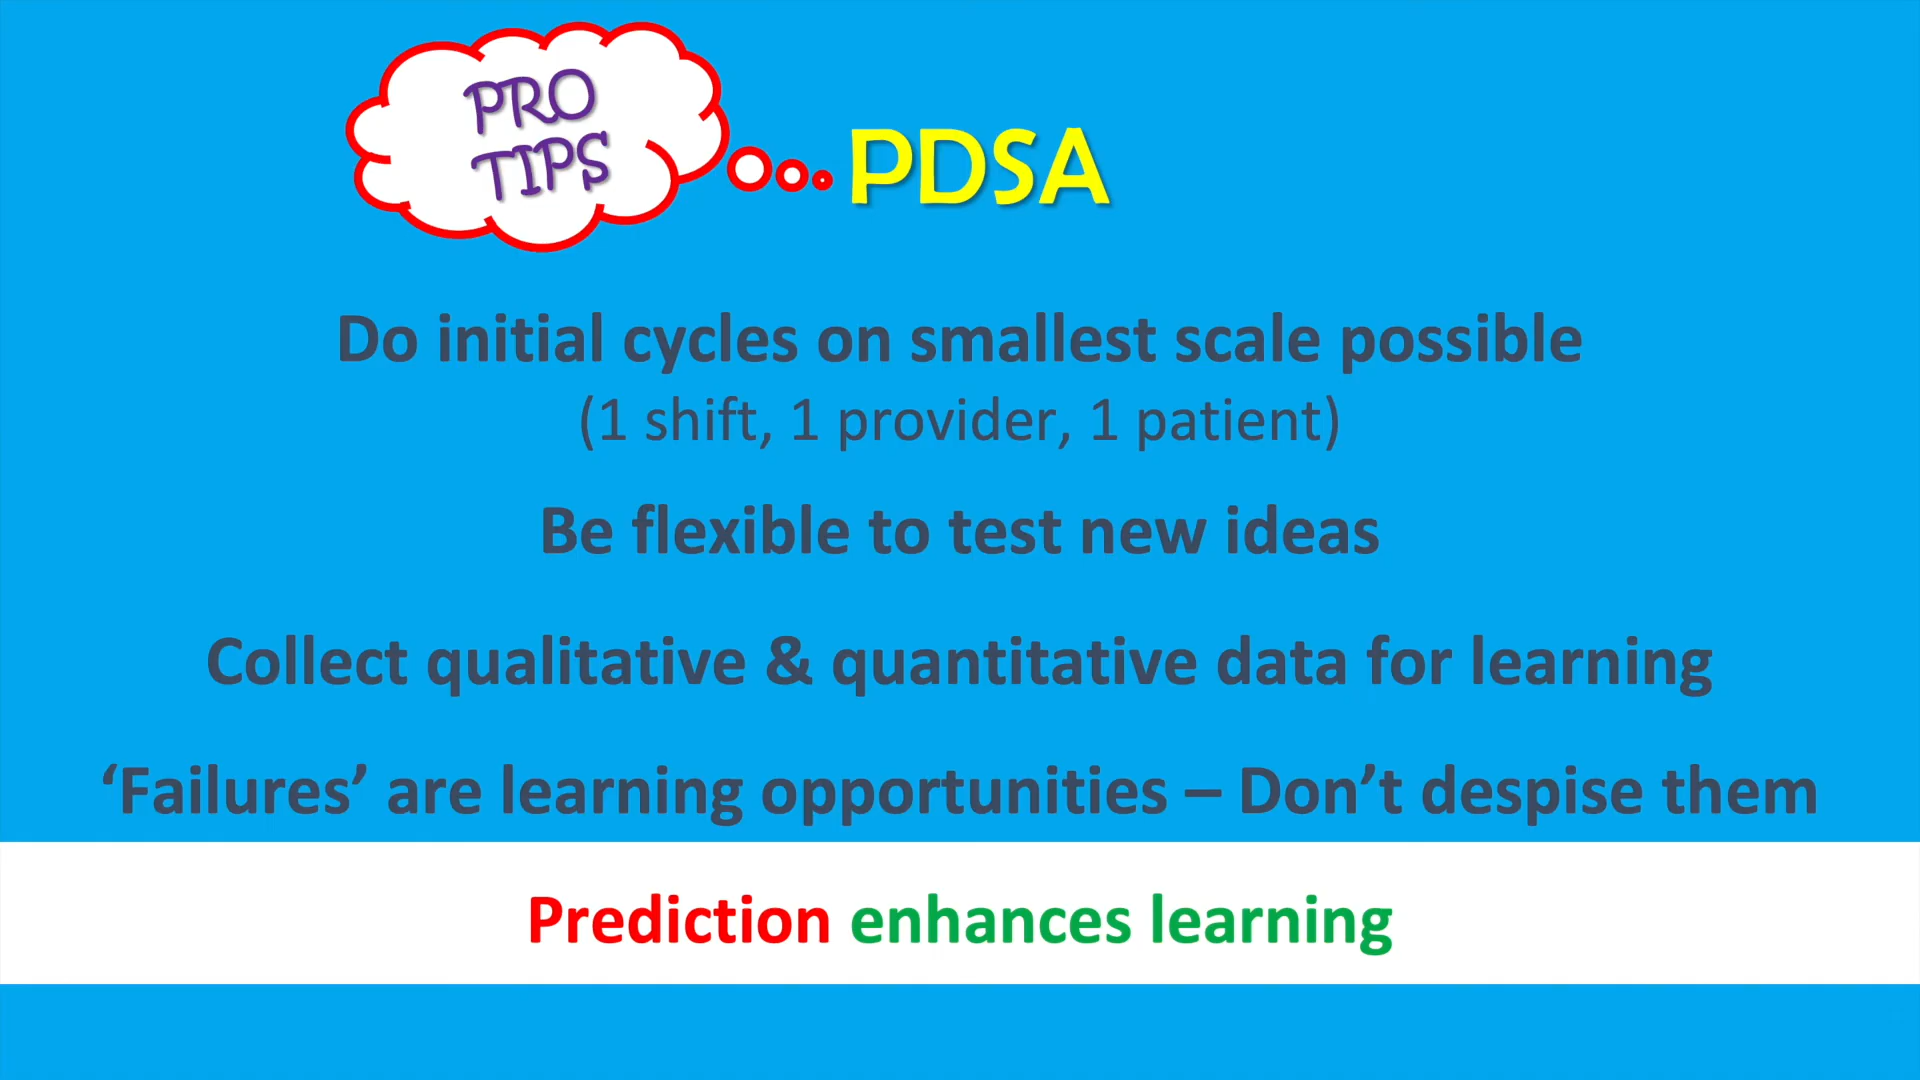 PRO
TIPS
PDSA
Do initial cycles on smallest scale possible
(1 shift, 1 provider, 1 patient)
Be flexible to test new ideas
Collect qualitative & quantitative data for learning
‘Failures’ are learning opportunities – Don’t despise them
Prediction enhances learning